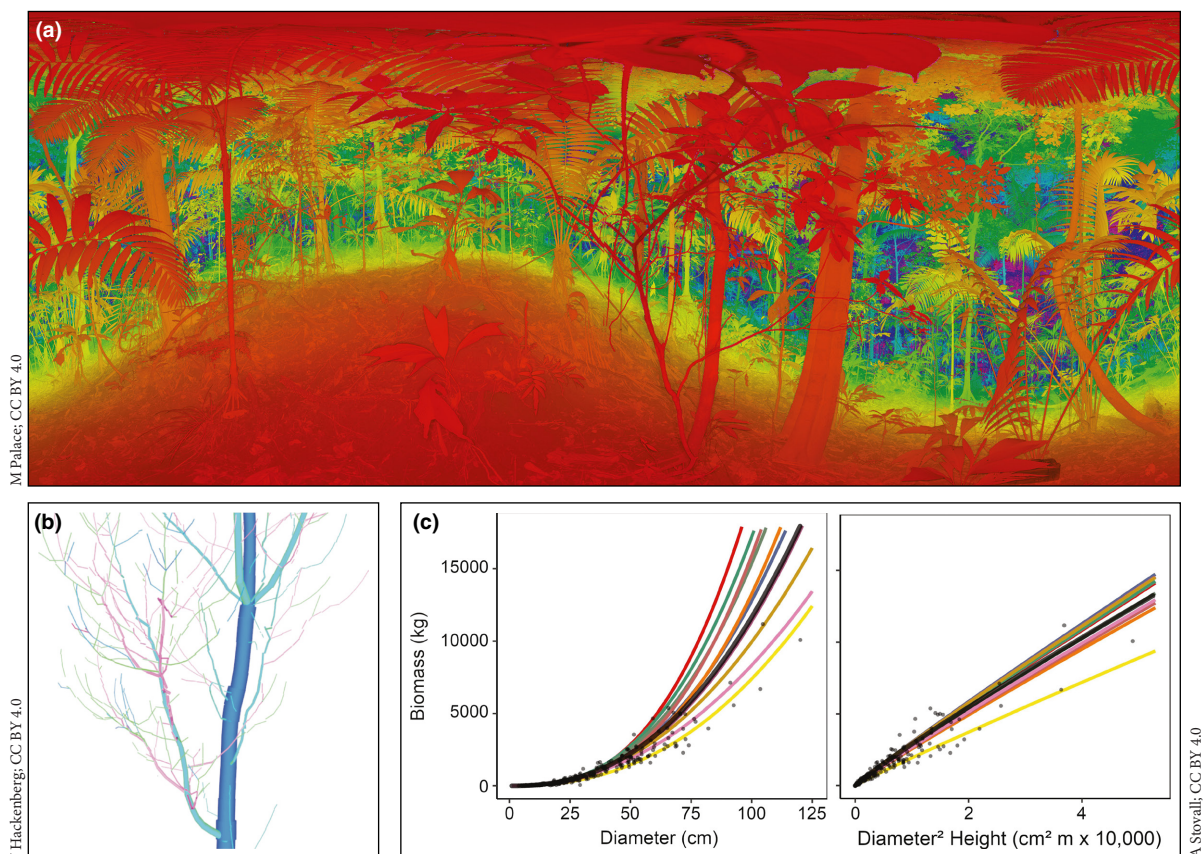 (a)
M Palace; CC BY 4.0
(b)
Hackenberg; CC BY 4.0
(c)
Biomass (kg)
15000
10000
5000
0
0 25 50 75 100 125
Diameter (cm)
0 2 4
Diameter² Height (cm² m x 10,000)
A Stovall; CC BY 4.0